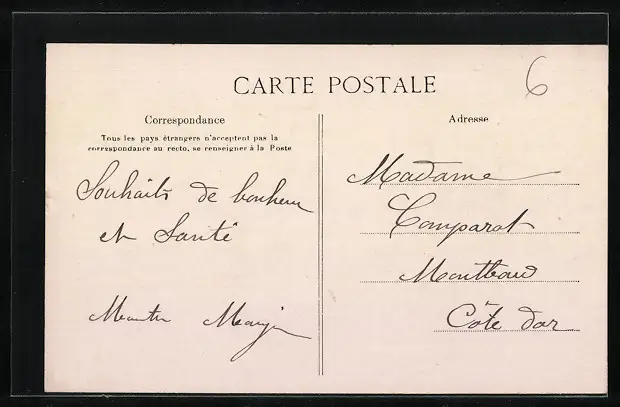 6
CARTE POSTALE
Correspondance
Tous les pays étrangers n'acceptent pas la
correspondance au recto, se renseigner à la Poste
Souhaits de bonheur
et Santé
Adresse
Madame
Comparot
Montbard
Côte d'or